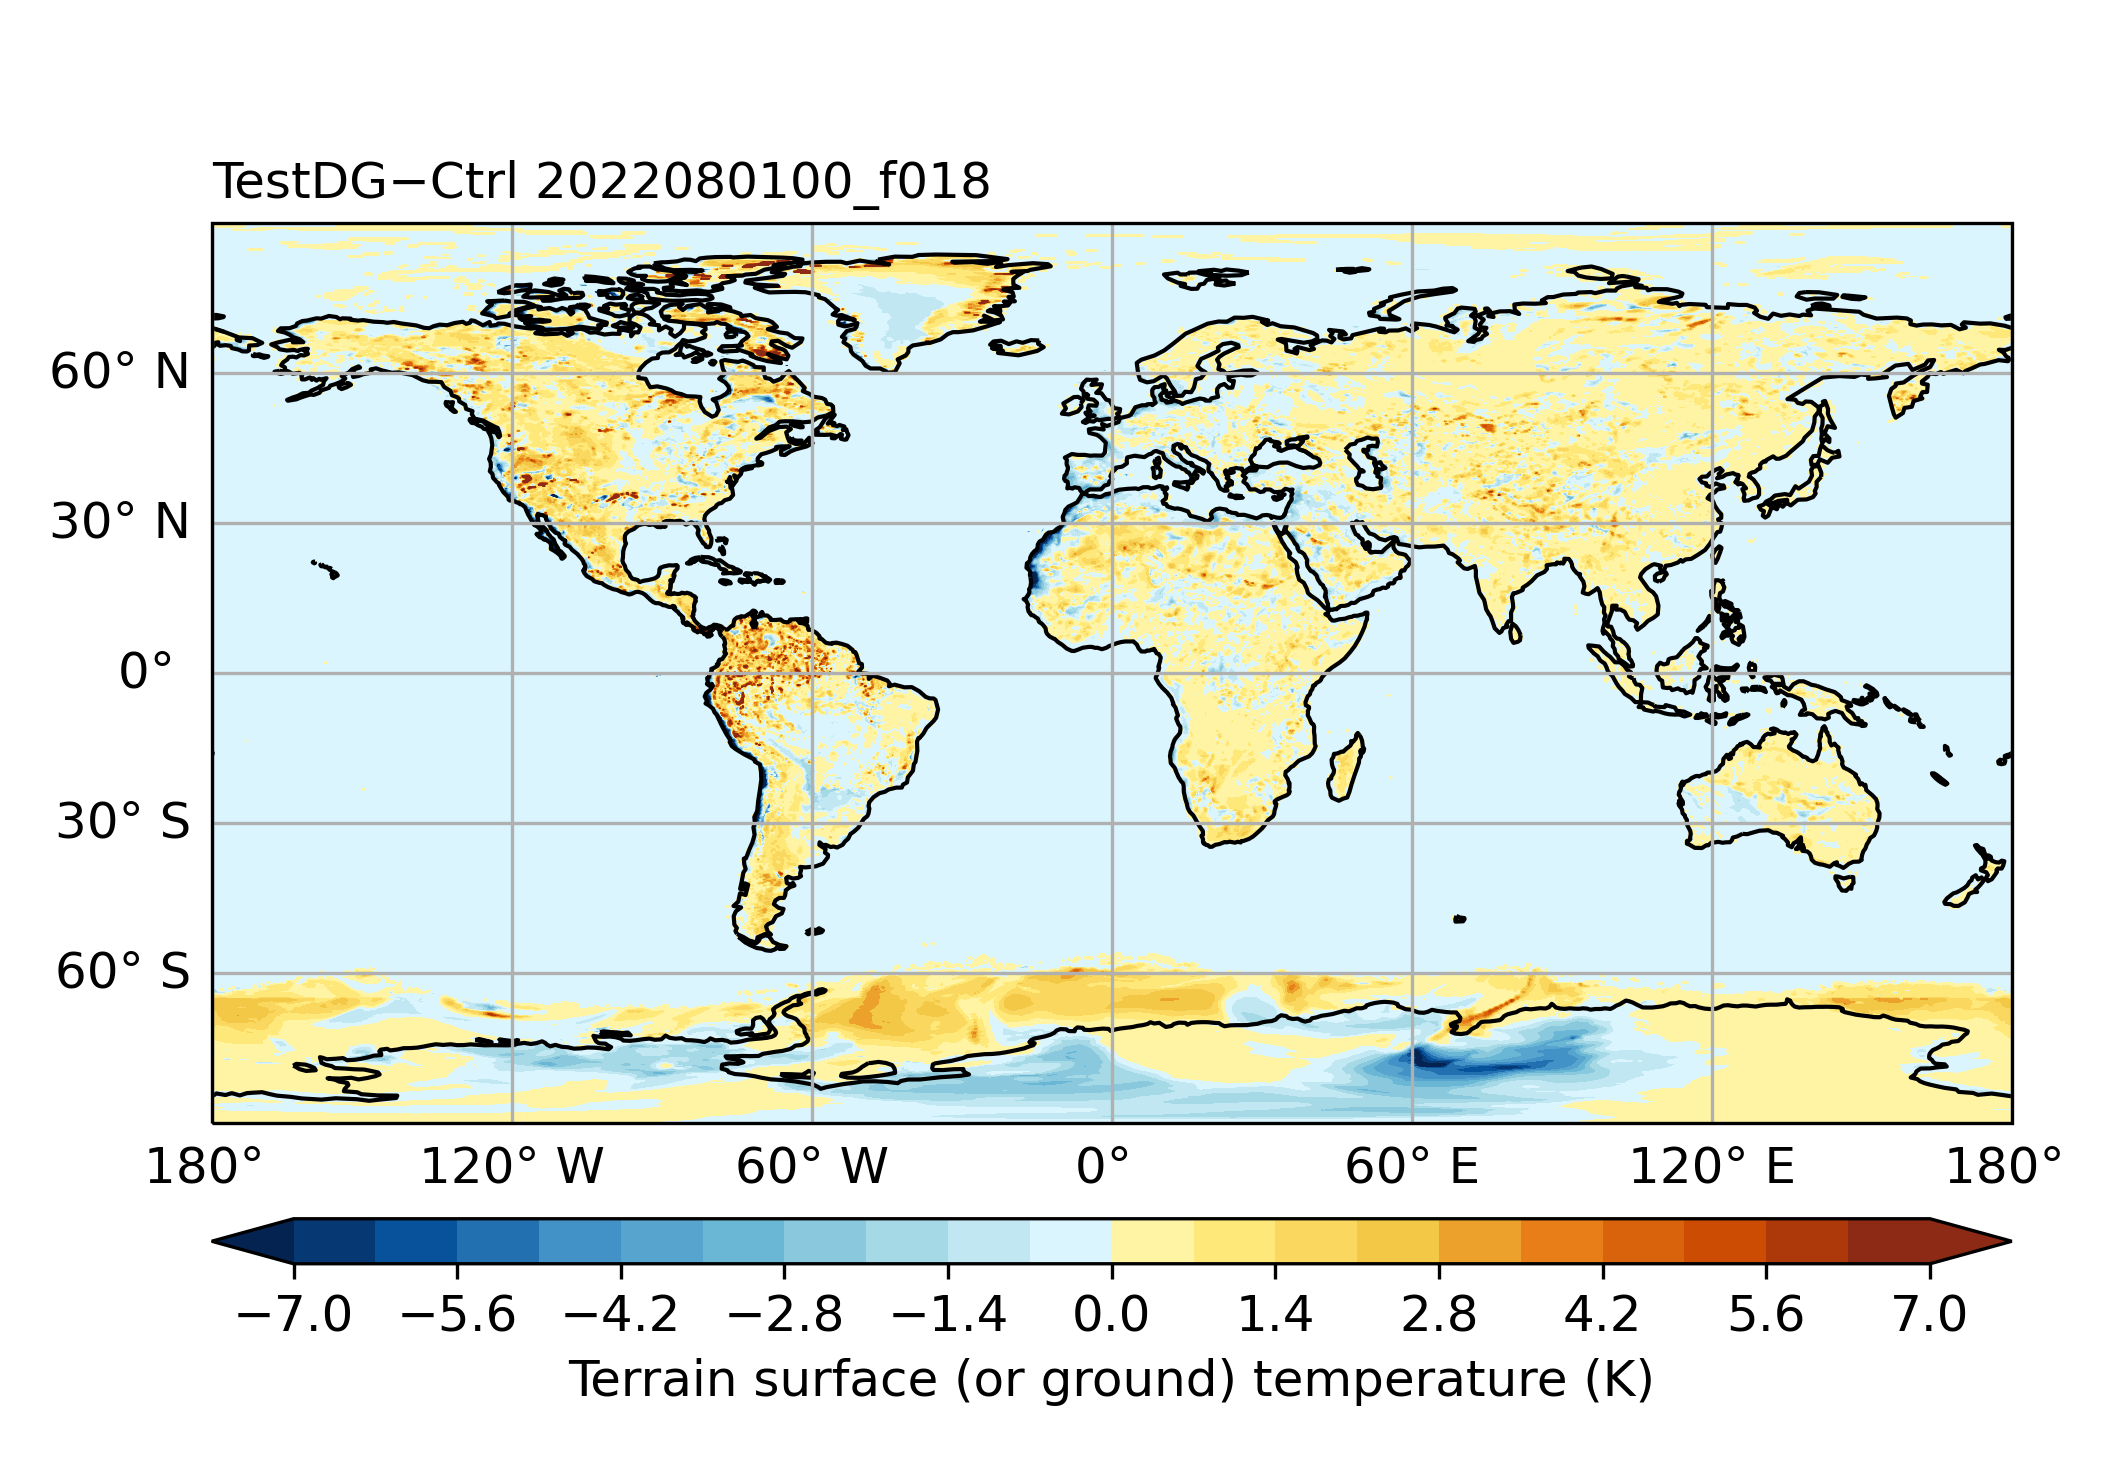 TestDG−Ctrl 2022080100_f018
60° N
30° N
0°
30° S
60° S
180° 120° W 60° W 0° 60° E 120° E 180°
−7.0 −5.6 −4.2 −2.8 −1.4 0.0 1.4 2.8 4.2 5.6 7.0
Terrain surface (or ground) temperature (K)